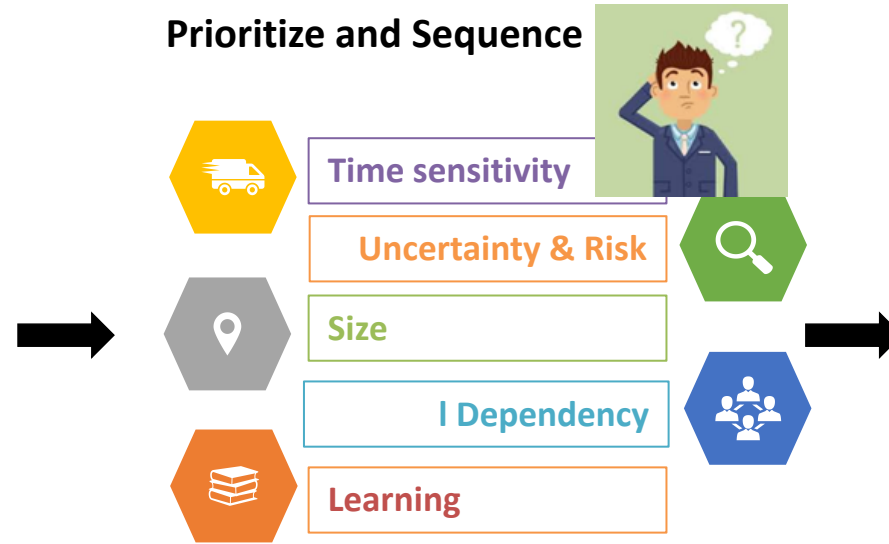 Prioritize and Sequence
?
Time sensitivity
Uncertainty & Risk
Size
l Dependency
Learning